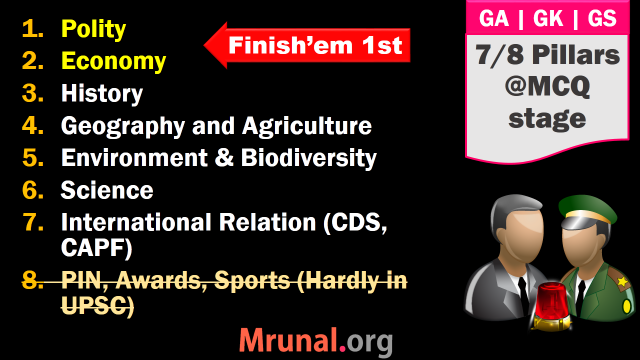 1. Polity
2. Economy
3. History
4. Geography and Agriculture
5. Environment & Biodiversity
6. Science
7. International Relation (CDS,
CAPF)
8. PIN, Awards, Sports (Hardly in
UPSC)
Finish’em 1st
GA | GK | GS
7/8 Pillars
@MCQ
stage
Mrunal.org